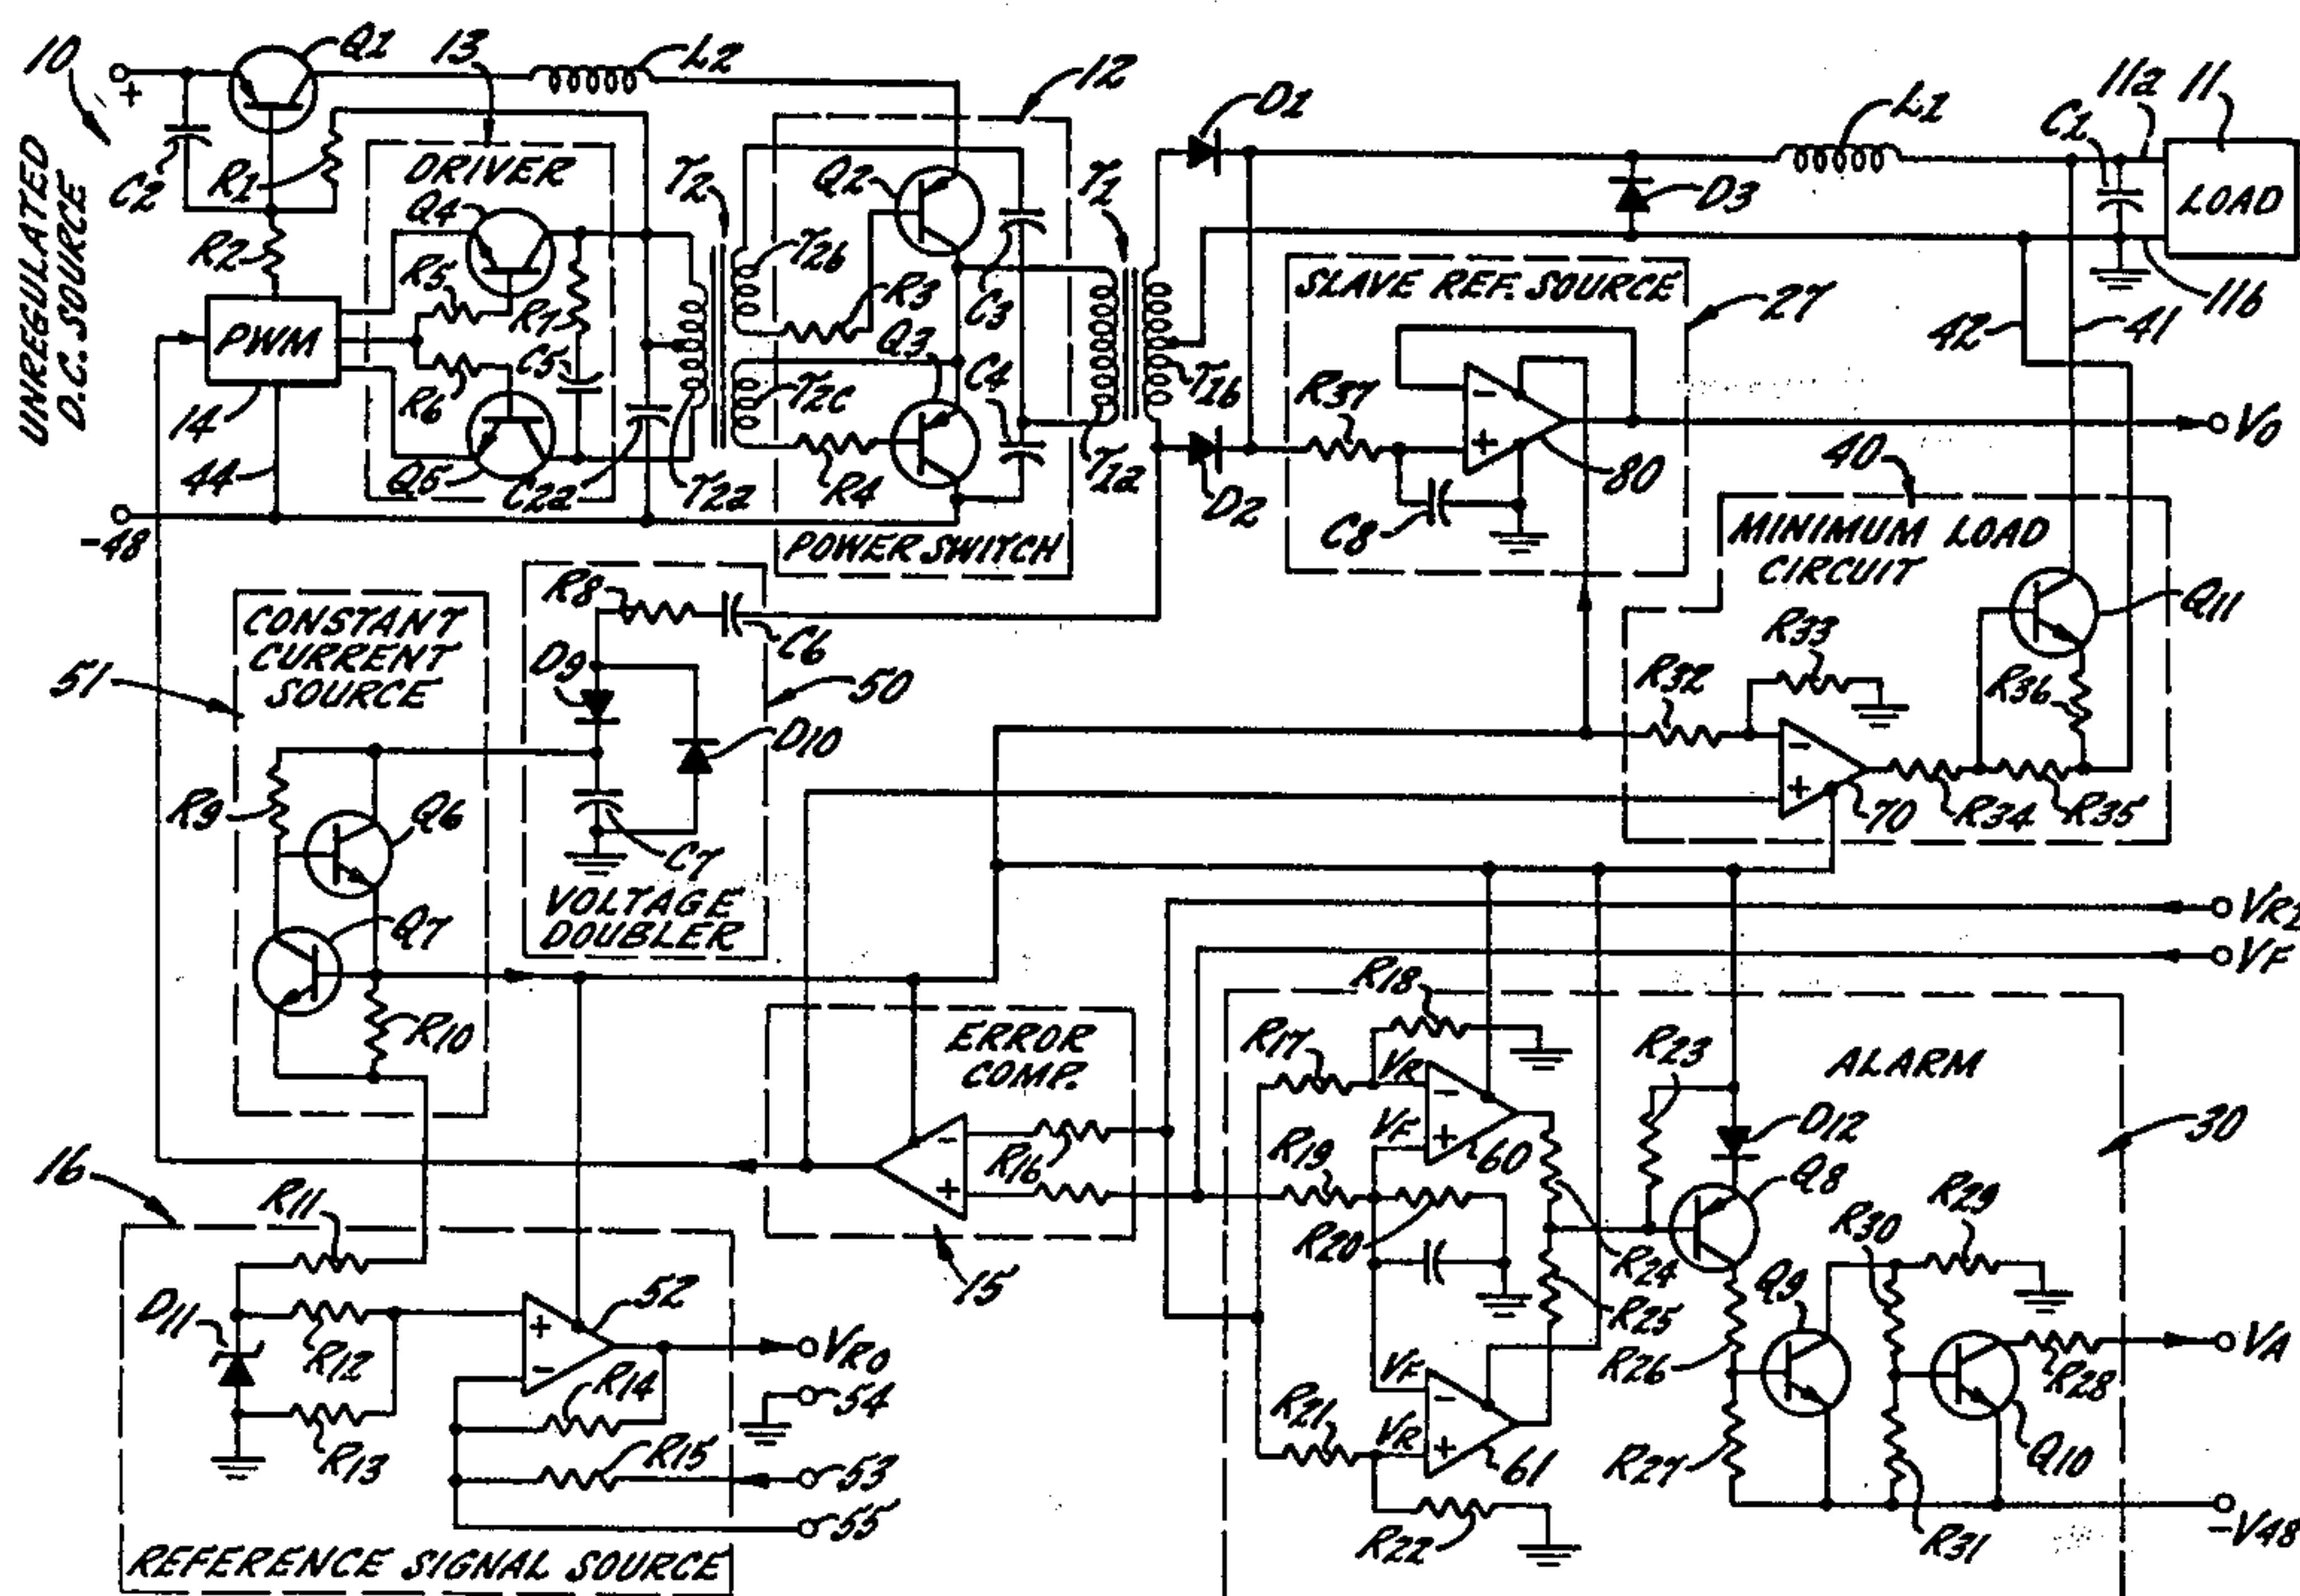 10
+
UNREGULATED
D.C. SOURCE
Q1
13
L2
12
D1
L1
11a
11
C1
LOAD
C2
R1
DRIVER
Q4
T2
Q2
T1
D3
R2
R5
R7
T2b
R3
C3
SLAVE REF. SOURCE
27
42
41
11b
PWM
R6
C5
Q3
C4
T2c
T1b
R37
-
+
80
VO
14
44
Q5
C2a
T2a
R4
T1a
D2
C8
40
-48
POWER SWITCH
MINIMUM LOAD
CIRCUIT
CONSTANT
CURRENT
SOURCE
51
R8
C6
D9
50
D10
R33
R32
R36
Q11
-
+
70
R34
R35
R9
Q6
C7
VOLTAGE
DOUBLER
Q7
R10
VR1
VF
ERROR
COMP.
-
+
R16
15
R18
R17
VR
-
VF
+
60
R23
ALARM
D12
30
R19
R20
Q8
R24
R25
R30
R29
Q9
R26
VA
R28
16
R11
D11
R12
R13
+
-
52
VRO
R14
54
R15
53
55
REFERENCE SIGNAL SOURCE
R21
VF
-
VR
+
61
R22
R27
Q10
R31
-V48